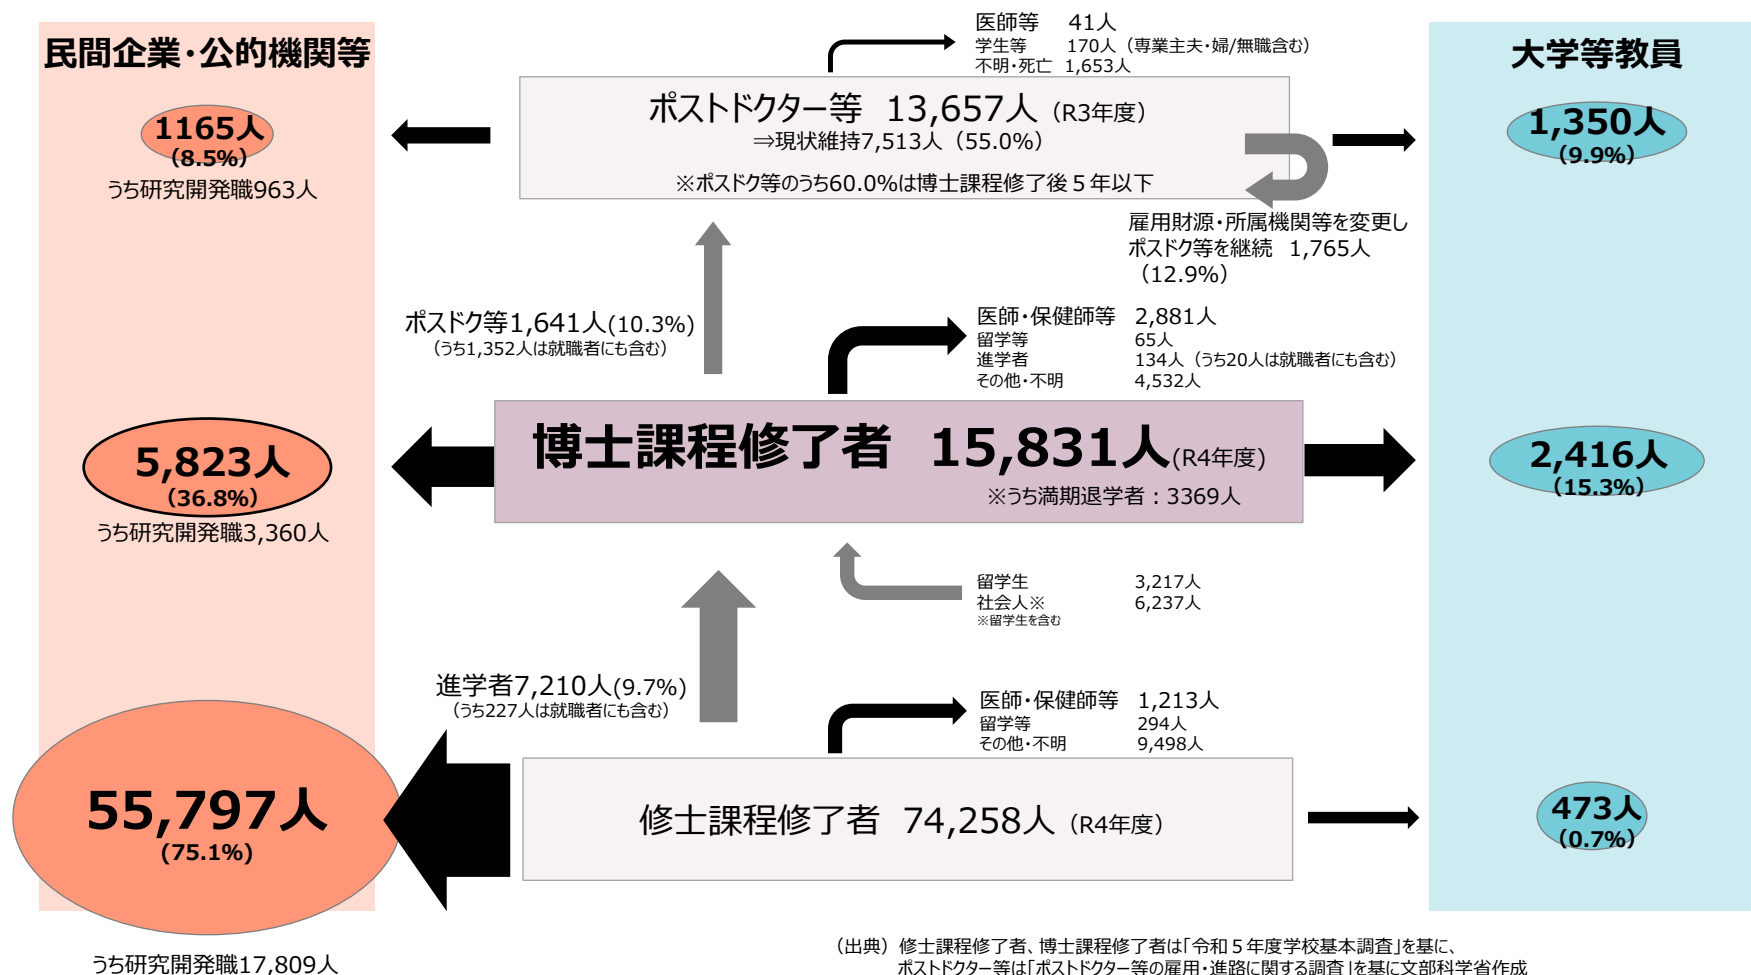 民間企業・公的機関等
1165人
(8.5%)
うち研究開発職963人
5,823人
(36.8%)
うち研究開発職3,360人
55,797人
(75.1%)
うち研究開発職17,809人
医師等 41人
学生等 170人（専業主夫・婦/無職含む）
不明・死亡 1,653人
ポストドクター等 13,657人（R3年度）
⇒現状維持7,513人（55.0%）
※ポスドク等のうち60.0%は博士課程修了後５年以下
雇用財源・所属機関等を変更し
ポスドク等を継続 1,765人
（12.9%）
ポスドク等1,641人(10.3%)
（うち1,352人は就職者にも含む）
医師・保健師等 2,881人
留学等 65人
進学者 134人（うち20人は就職者にも含む）
その他・不明 4,532人
博士課程修了者 15,831人(R4年度)
※うち満期退学者：3369人
留学生 3,217人
社会人※ 6,237人
※留学生を含む
進学者7,210人(9.7%)
（うち227人は就職者にも含む）
医師・保健師等 1,213人
留学等 294人
その他・不明 9,498人
修士課程修了者 74,258人（R4年度）
大学等教員
1,350人
(9.9%)
2,416人
(15.3%)
473人
(0.7%)
（出典）修士課程修了者、博士課程修了者は「令和５年度学校基本調査」を基に、
ポストドクター等は「ポストドクター等の雇用・進路に関する調査」を基に文部科学省作成